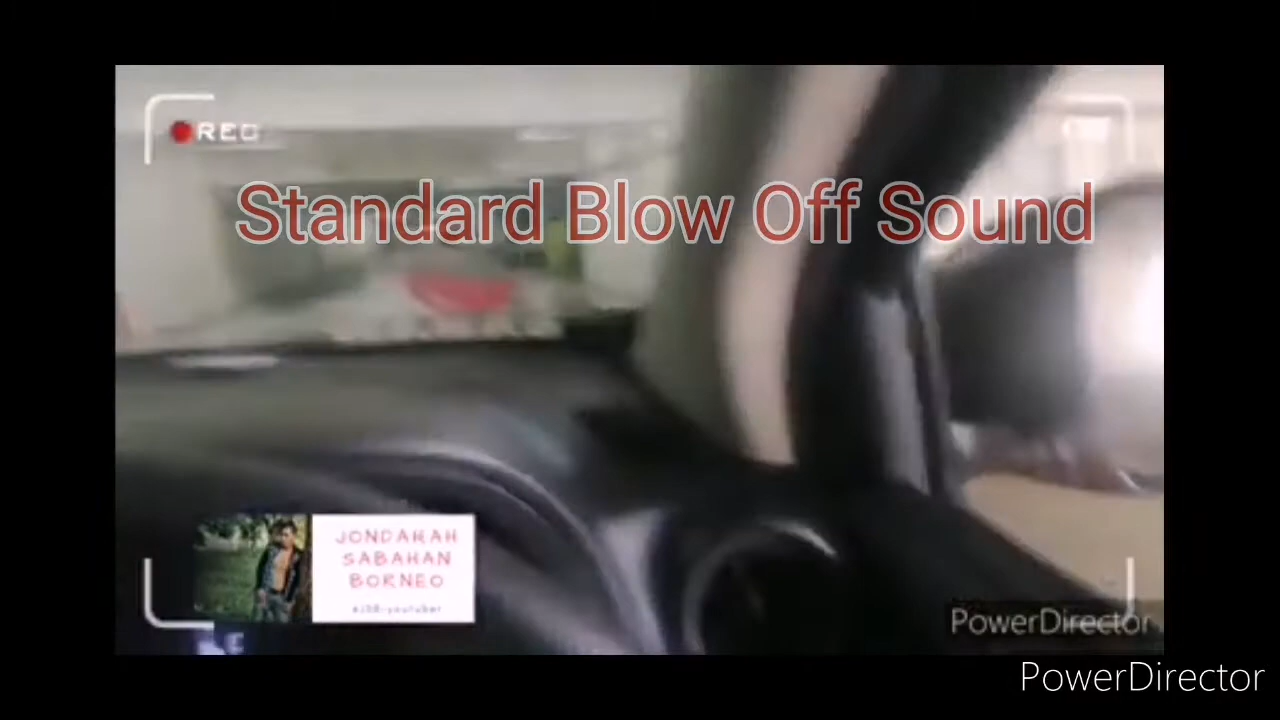 REC
Standard Blow Off Sound
JONDARAH
SABAHAN
BORNEO
PowerDirector
PowerDirector